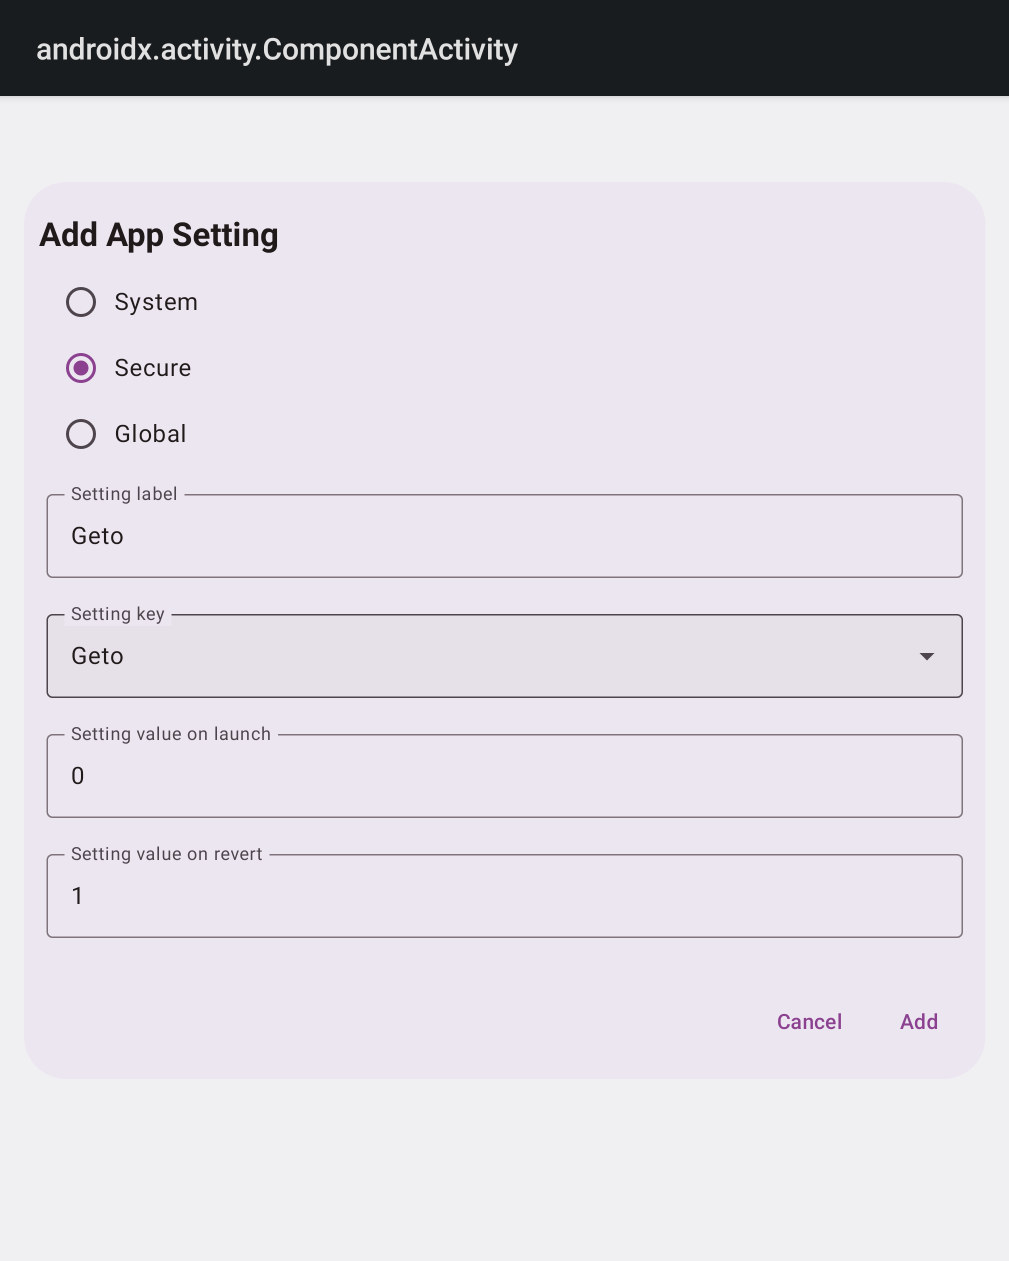 androidx.activity.ComponentActivity
Add App Setting
System
Secure
Global
Setting label
Geto
Setting key
Geto
Setting value on launch
0
Setting value on revert
1
Cancel Add